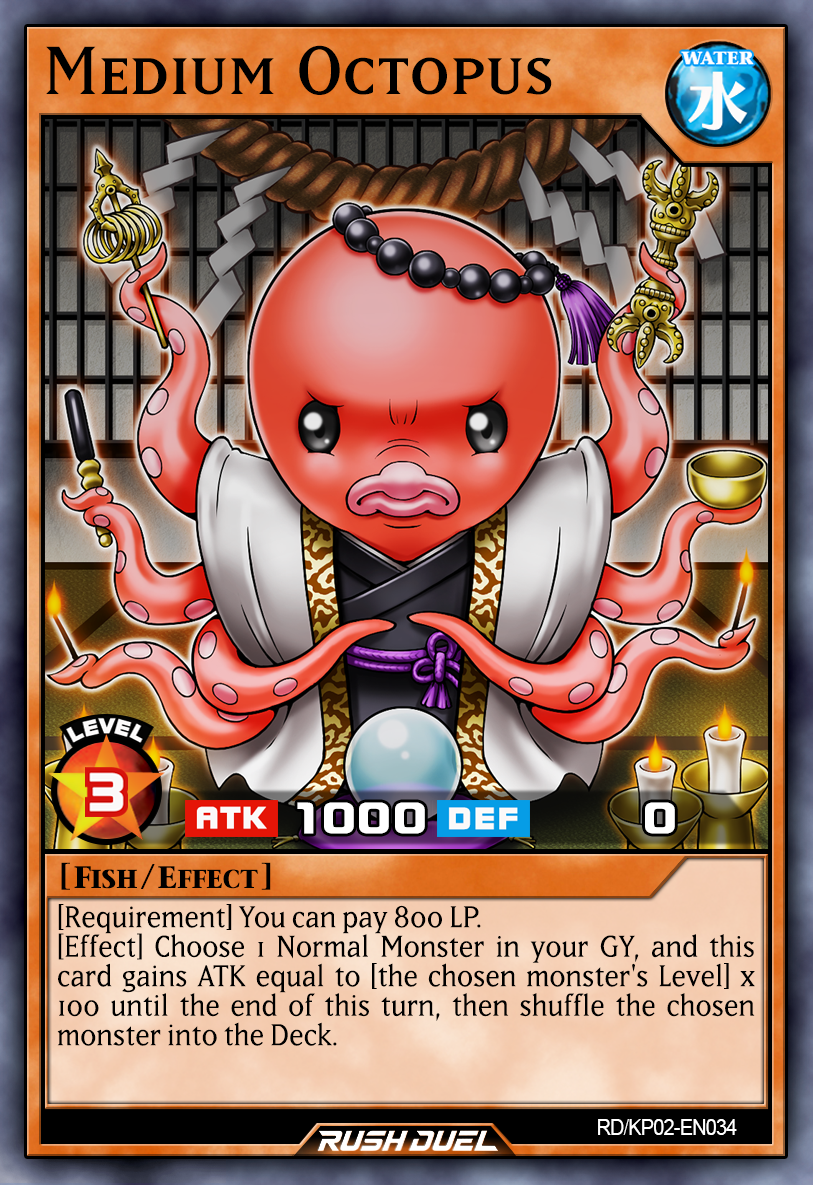 Medium Octopus
WATER
水
LEVEL
3
ATK 1000 DEF 0
[Fish/Effect]
[Requirement] You can pay 800 LP.
[Effect] Choose 1 Normal Monster in your GY, and this
card gains ATK equal to [the chosen monster's Level] x
100 until the end of this turn, then shuffle the chosen
monster into the Deck.
RD/KP02-EN034
RUSH DUEL